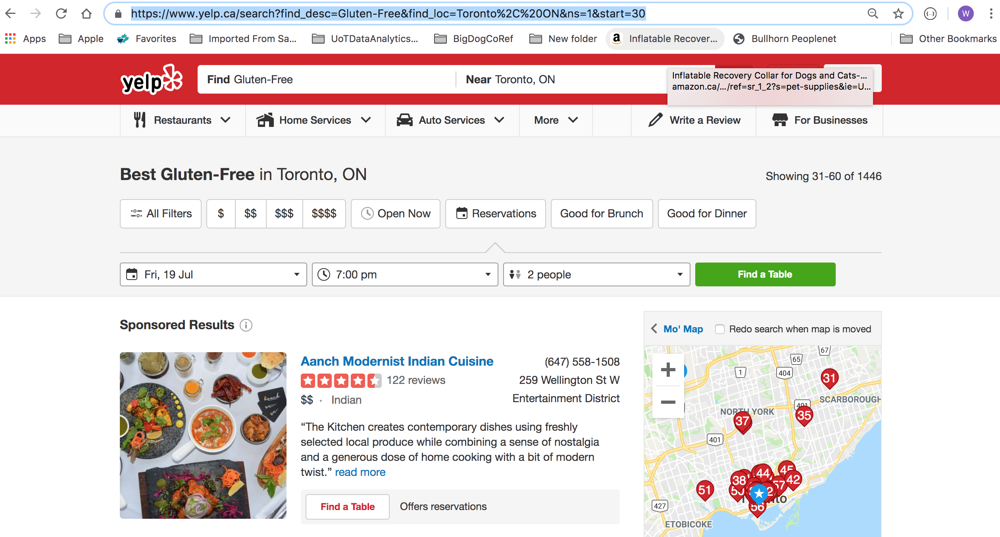 https://www.yelp.ca/search?find_desc=Gluten-Free&find_loc=Toronto%2C%20ON&ns=1&start=30
W
Apps Apple Favorites Imported From Sa... UoTDataAnalytics... BigDogCoRef New folder Inflatable Recover... Bullhorn Peoplenet Other Bookmarks
yelp
Find Gluten-Free
Near Toronto, ON
Inflatable Recovery Collar for Dogs and Cats-...
amazon.ca/.../ref=sr_1_2?s=pet-supplies&ie=U...
Restaurants Home Services Auto Services More Write a Review For Businesses
Best Gluten-Free in Toronto, ON
Showing 31-60 of 1446
All Filters $ $$ $$$ $$$$ Open Now Reservations Good for Brunch Good for Dinner
Fri, 19 Jul 7:00 pm 2 people Find a Table
Sponsored Results
Aanch Modernist Indian Cuisine
122 reviews
$$ · Indian
(647) 558-1508
259 Wellington St W
Entertainment District
“The Kitchen creates contemporary dishes using freshly
selected local produce while combining a sense of nostalgia
and a generous dose of home cooking with a bit of modern
twist.” read more
Find a Table Offers reservations
Mo' Map Redo search when map is moved
67
65
1
404
31
SCARBOROUGH
401
NORTH YORK
35
37
401
44
45
38
42
57
51
50
56
427
ETOBICOKE